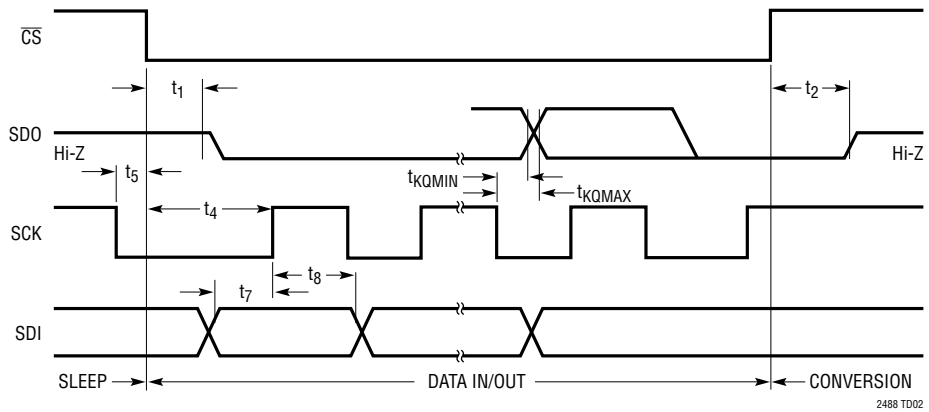 CS
t1
t2
SDO
Hi-Z
Hi-Z
t5
tKQMIN
tKQMAX
t4
SCK
t8
t7
SDI
SLEEP
DATA IN/OUT
CONVERSION
2488 TD02